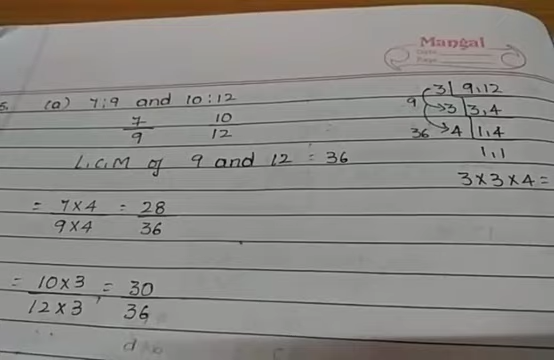 Mangal
Date
Page
5. (a) 7:9 and 10:12
7/9 10/12
L.C.M of 9 and 12 = 36
3 | 9,12
9 3 | 3,4
36 4 | 1,4
1,1
3×3×4=
= 7×4/9×4 = 28/36
= 10×3/12×3 = 30/36